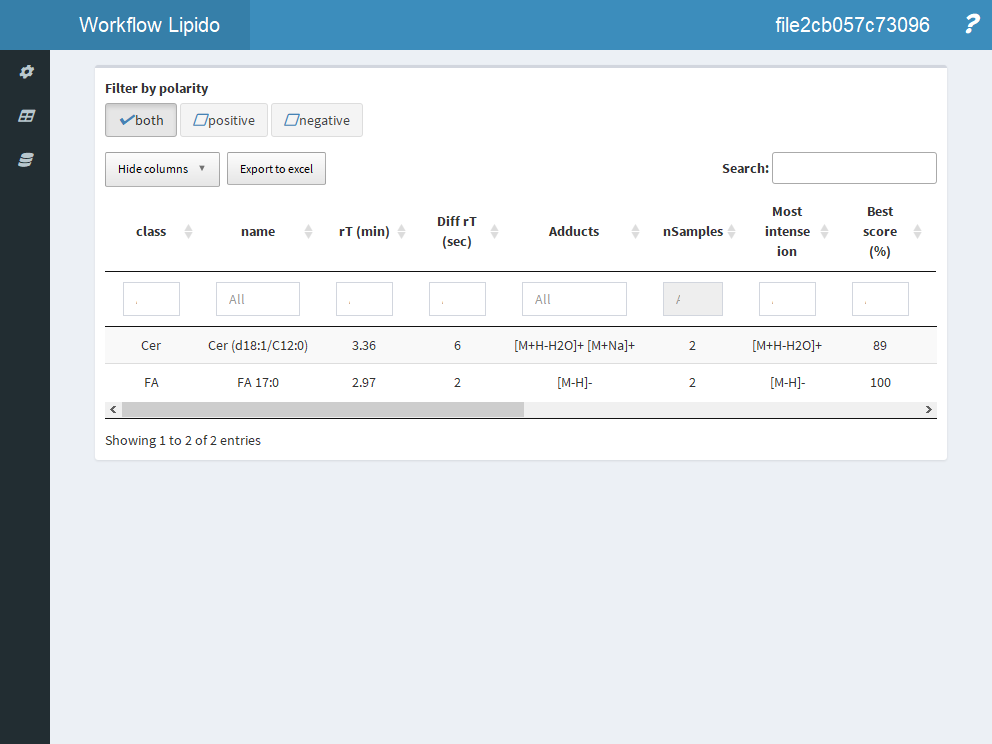 Workflow Lipido
file2cb057c73096
?
Filter by polarity
both
positive
negative
Hide columns
Export to excel
Search:
class
name
rT (min)
Diff rT
(sec)
Adducts
nSamples
Most
intense
ion
Best
score
(%)
All
All
Cer
Cer (d18:1/C12:0)
3.36
6
[M+H-H2O]+ [M+Na]+
2
[M+H-H2O]+
89
FA
FA 17:0
2.97
2
[M-H]-
2
[M-H]-
100
Showing 1 to 2 of 2 entries